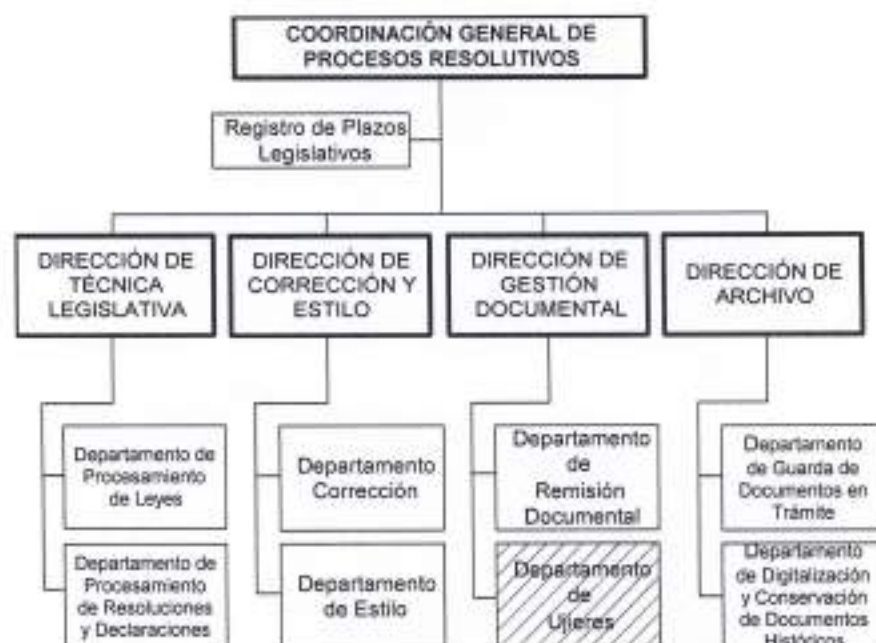 COORDINACIÓN GENERAL DE
PROCESOS RESOLUTIVOS
Registro de Plazos
Legislativos
DIRECCIÓN DE
TÉCNICA
LEGISLATIVA
DIRECCIÓN DE
CORRECCIÓN Y
ESTILO
DIRECCIÓN DE
GESTIÓN
DOCUMENTAL
DIRECCIÓN DE
ARCHIVO
Departamento de
Procesamiento
de Leyes
Departamento
Corrección
Departamento
de
Remisión
Documental
Departamento
de Guarda de
Documentos en
Trámite
Departamento de
Procesamiento
de Resoluciones
y Declaraciones
Departamento
de Estilo
Departamento
de
Ujieres
Departamento
de Digitalización
y Conservación
de Documentos
Históricos